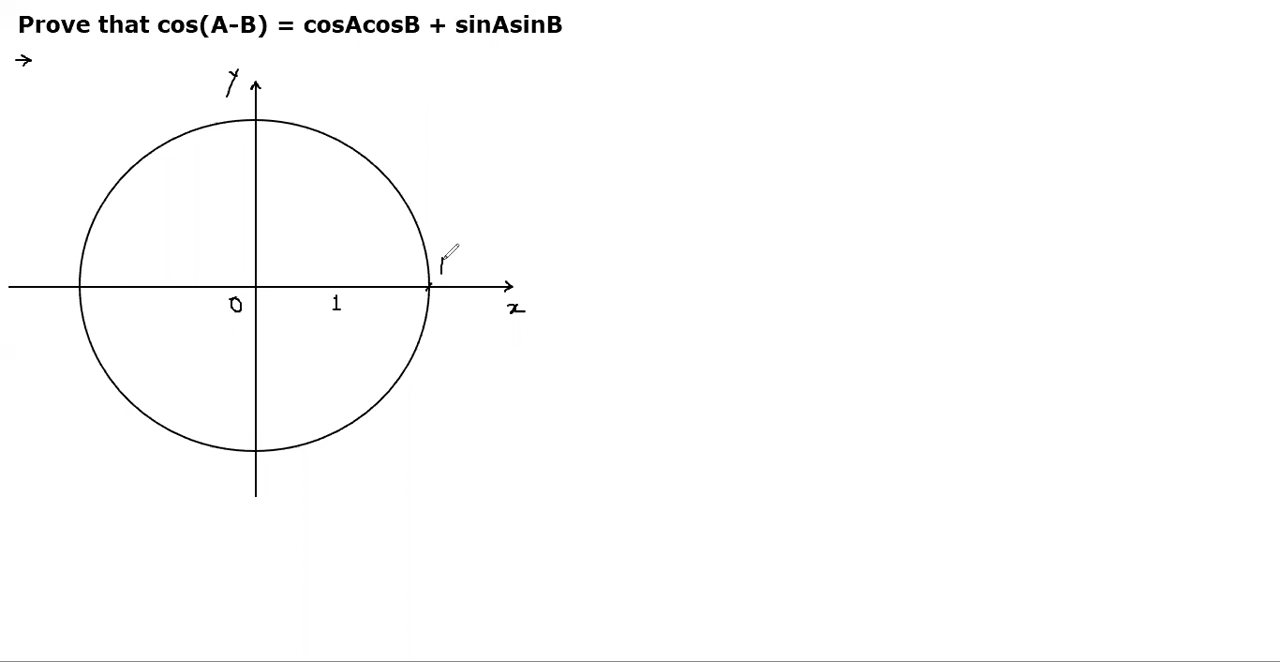 Prove that cos(A-B) = cosAcosB + sinAsinB
→
y
0 1
x